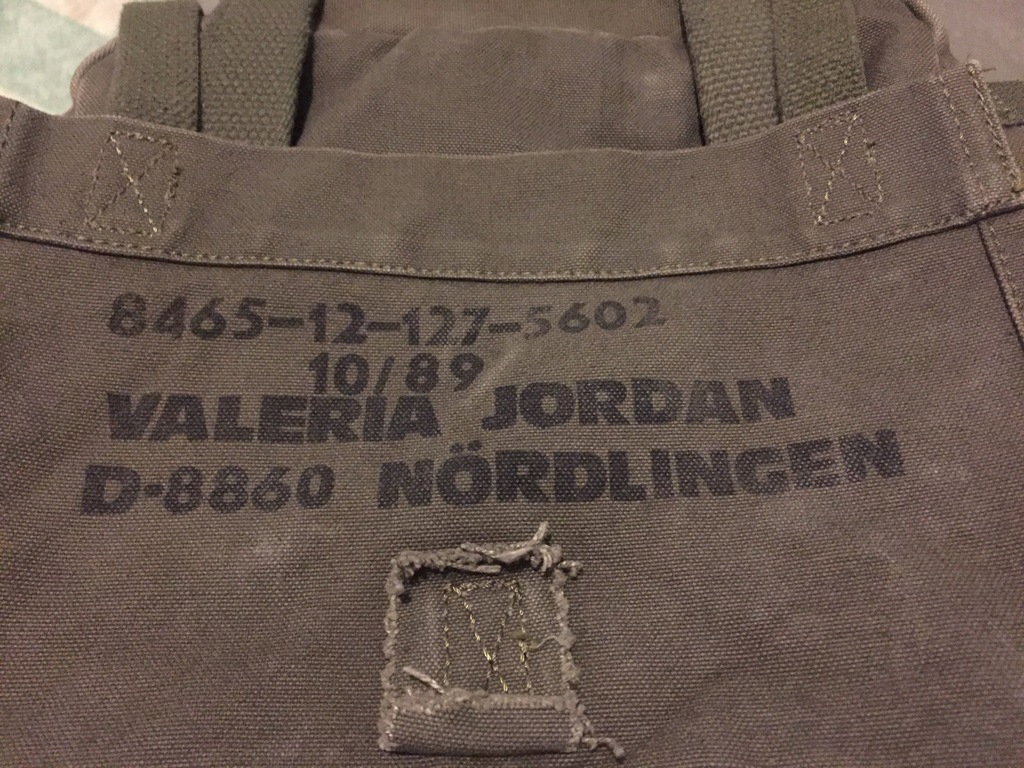 8465-12-127-5602
10/89
VALERIA JORDAN
D-8860 NÖRDLINGEN